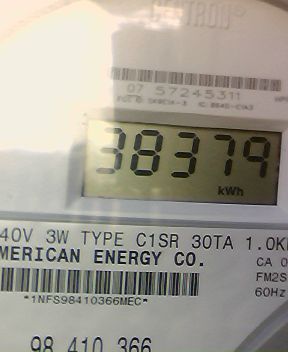 CENTRON®
07 57245311
38379
kWh
40V 3W TYPE C1SR 30TA 1.0K
MERICAN ENERGY CO.
CA 0
FM2S
*1NFS98410366MEC*
60Hz
98 410 366